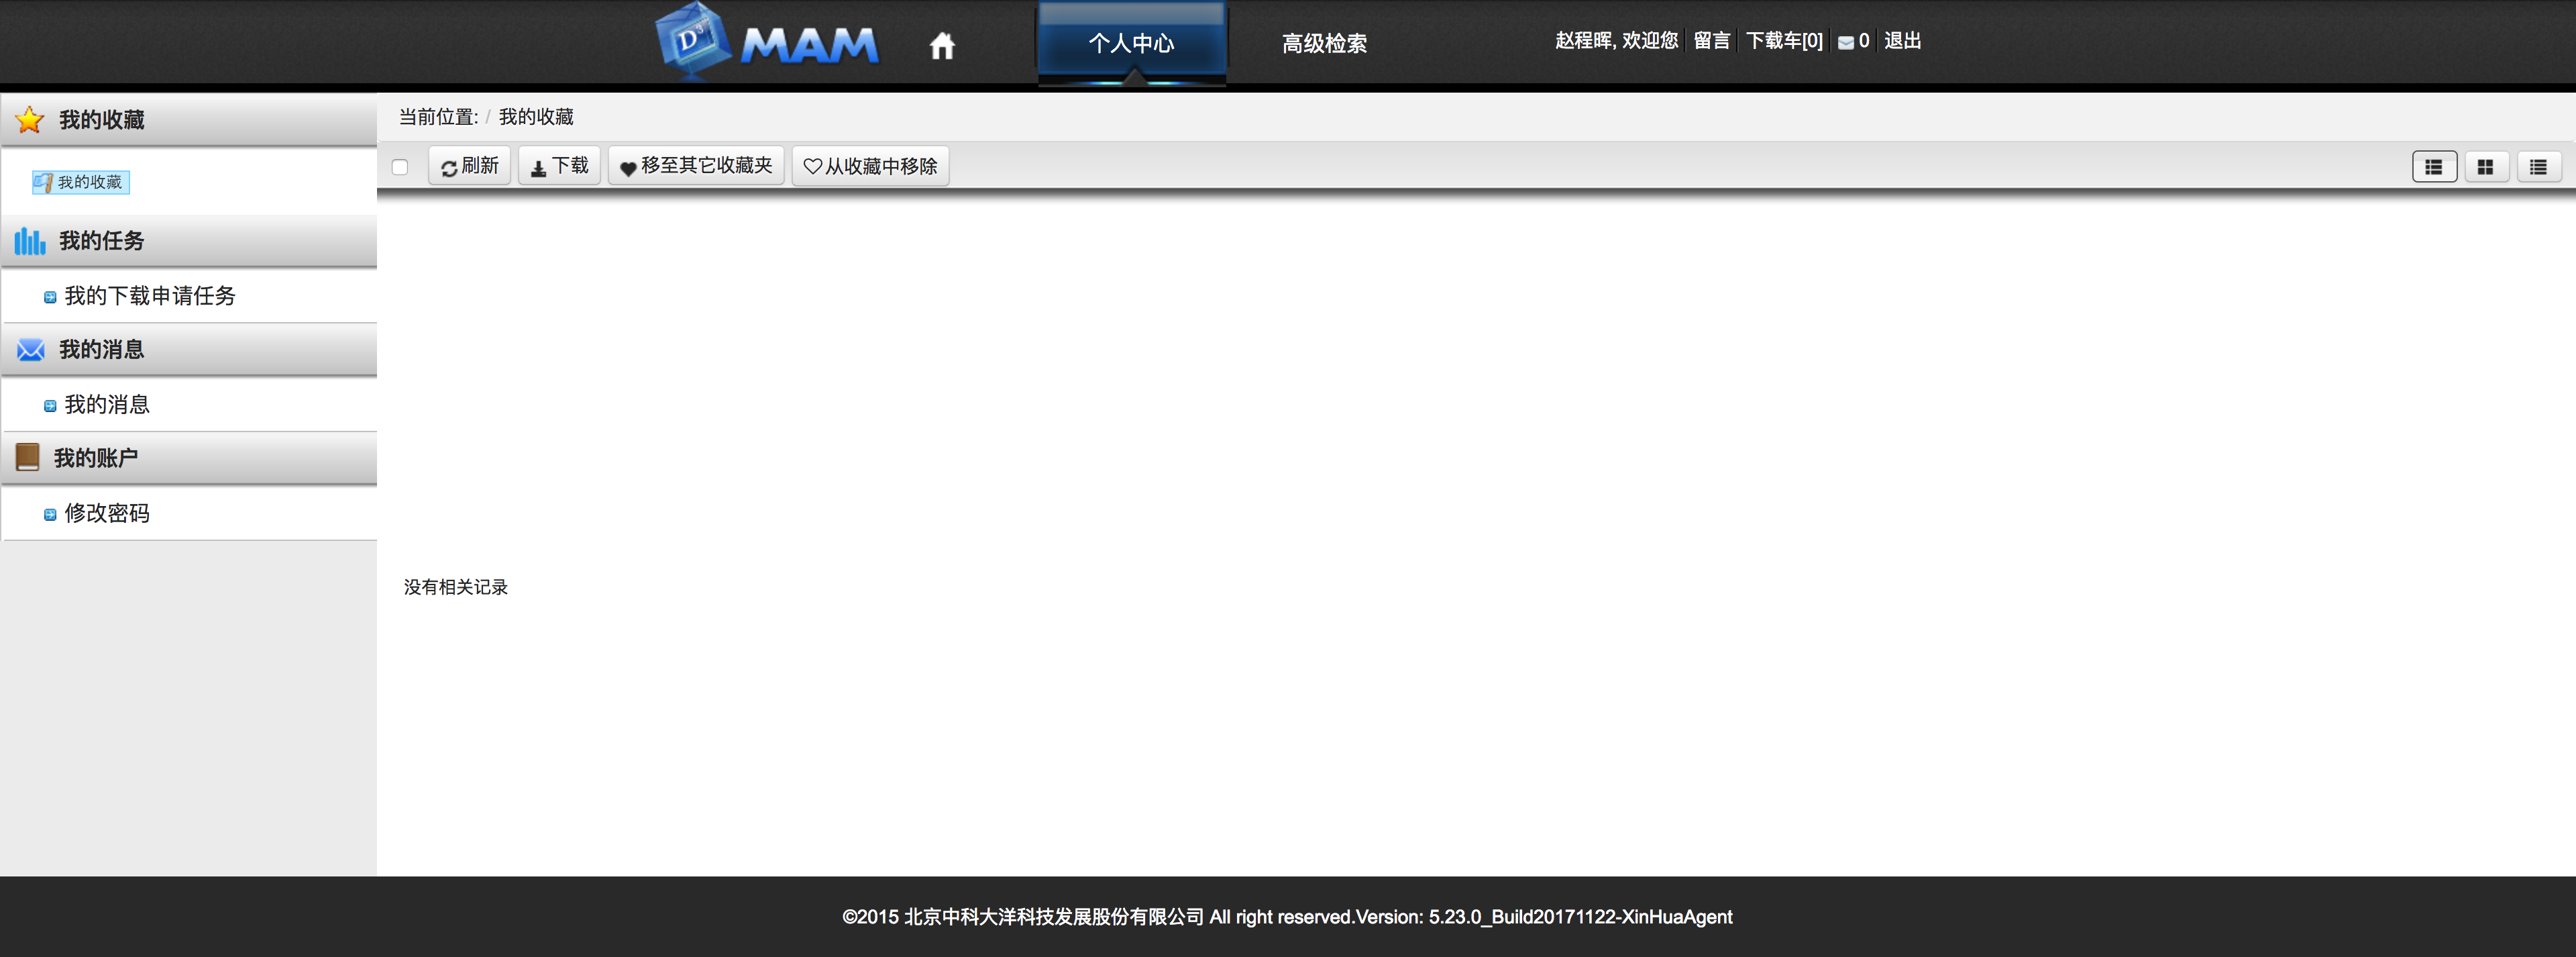 D³ MAM
个人中心
高级检索
赵程晖, 欢迎您 留言 下载车[0] 0 退出
我的收藏
我的收藏
我的任务
我的下载申请任务
我的消息
我的消息
我的账户
修改密码
当前位置: / 我的收藏
刷新 下载 移至其它收藏夹 从收藏中移除
没有相关记录
©2015 北京中科大洋科技发展股份有限公司 All right reserved.Version: 5.23.0_Build20171122-XinHuaAgent